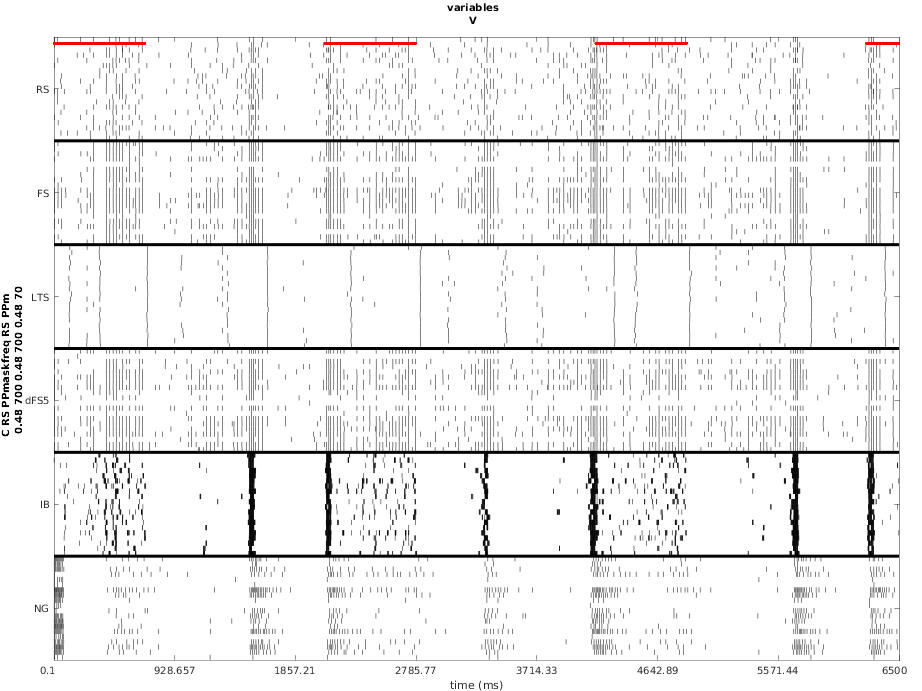 variables
V
C RS PPmaskfreq RS PPm
0.48 700 0.48 700 0.48 70
RS
FS
LTS
dFS5
IB
NG
0.1 928.657 1857.21 2785.77 3714.33 4642.89 5571.44 6500
time (ms)